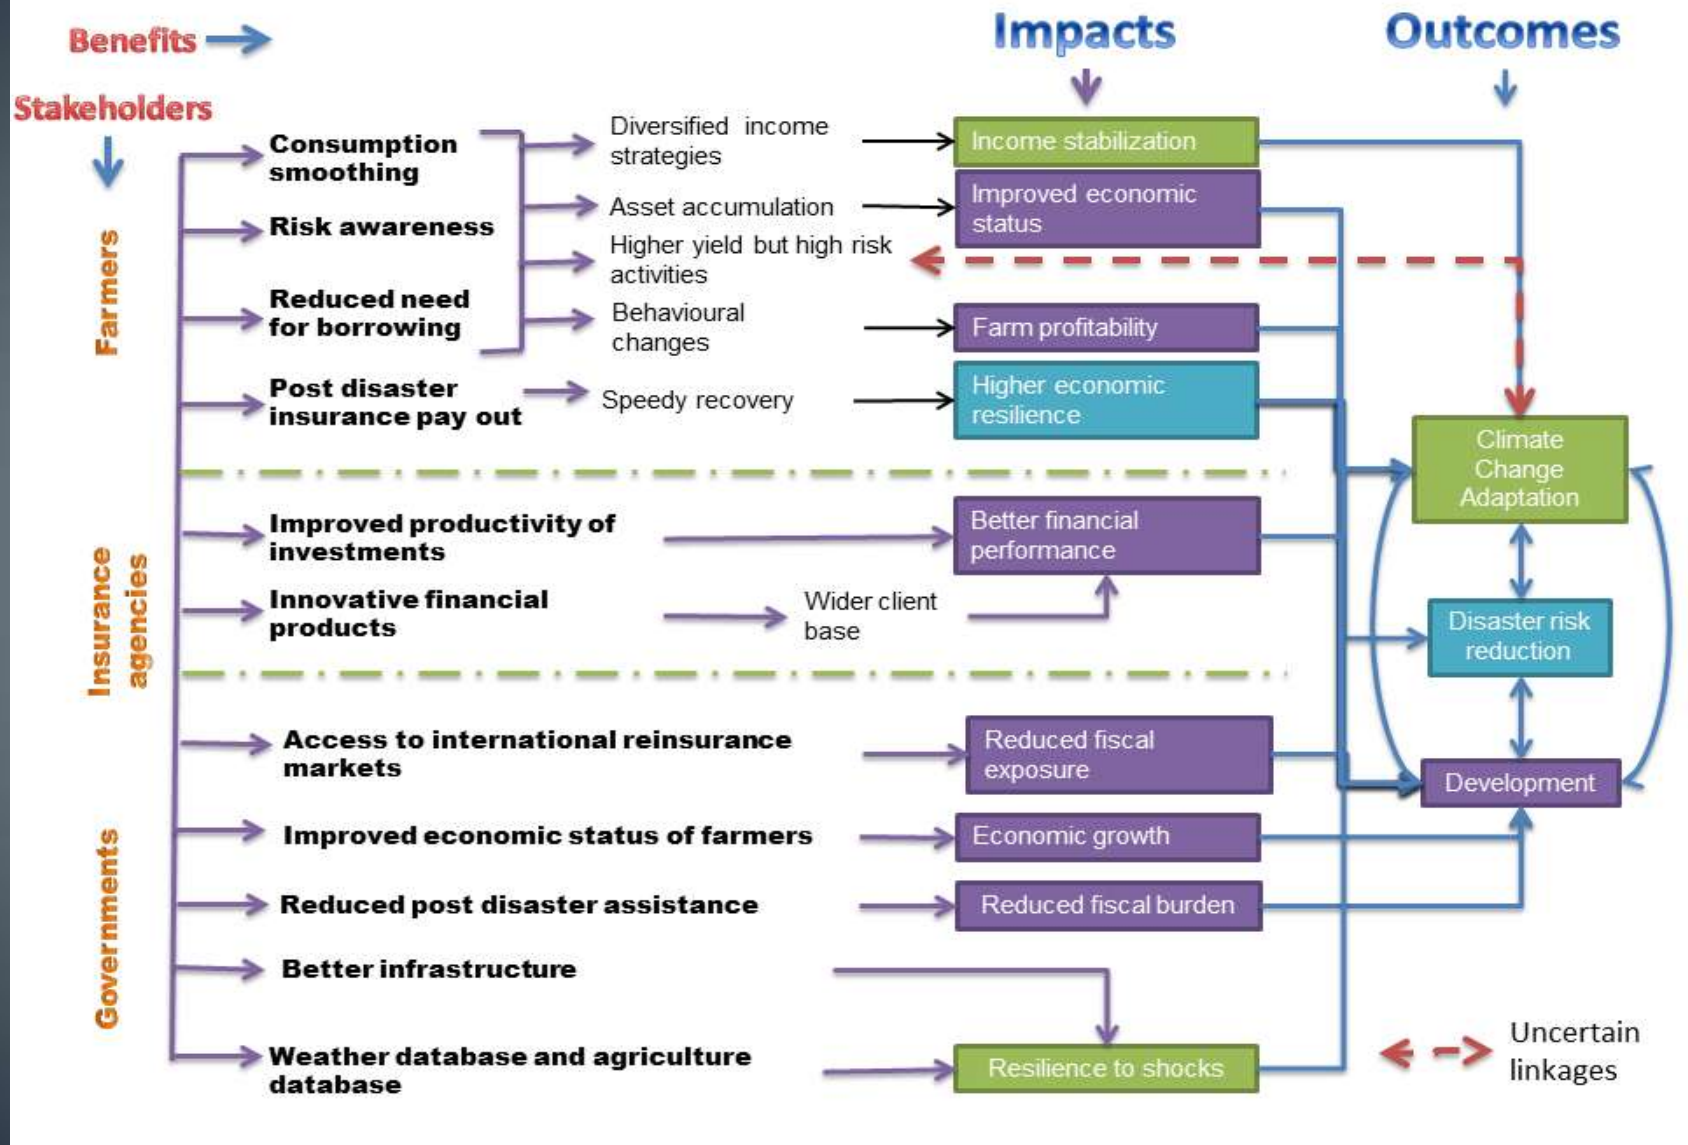 Benefits
Impacts
Outcomes
Stakeholders
Farmers
Consumption
smoothing
Risk awareness
Reduced need
for borrowing
Post disaster
insurance pay out
Diversified income
strategies
Asset accumulation
Higher yield but high risk
activities
Behavioural
changes
Speedy recovery
Income stabilization
Improved economic
status
Farm profitability
Higher economic
resilience
Insurance
agencies
Improved productivity of
investments
Innovative financial
products
Wider client
base
Better financial
performance
Governments
Access to international reinsurance
markets
Improved economic status of farmers
Reduced post disaster assistance
Better infrastructure
Weather database and agriculture
database
Reduced fiscal
exposure
Economic growth
Reduced fiscal burden
Resilience to shocks
Climate
Change
Adaptation
Disaster risk
reduction
Development
Uncertain
linkages